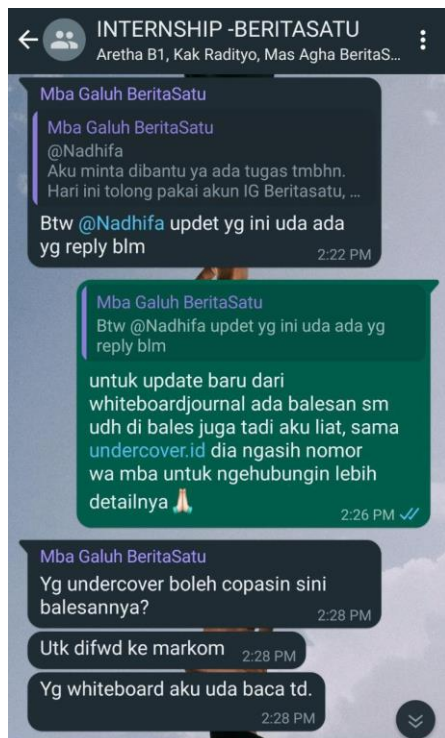 INTERNSHIP -BERITASATU
Aretha B1, Kak Radityo, Mas Agha BeritaS...
Mba Galuh BeritaSatu
Mba Galuh BeritaSatu
@Nadhifa
Aku minta dibantu ya ada tugas tmbhn.
Hari ini tolong pakai akun IG Beritasatu, ...
Btw @Nadhifa updet yg ini uda ada
yg reply blm
2:22 PM
Mba Galuh BeritaSatu
Btw @Nadhifa updet yg ini uda ada yg
reply blm
untuk update baru dari
whiteboardjournal ada balesan sm
udh di bales juga tadi aku liat, sama
undercover.id dia ngasih nomor
wa mba untuk ngehubungin lebih
detailnya 🙏🏻
2:26 PM
Mba Galuh BeritaSatu
Yg undercover boleh copasin sini
balesannya?
2:28 PM
Utk difwd ke markom 2:28 PM
Yg whiteboard aku uda baca td.
2:28 PM